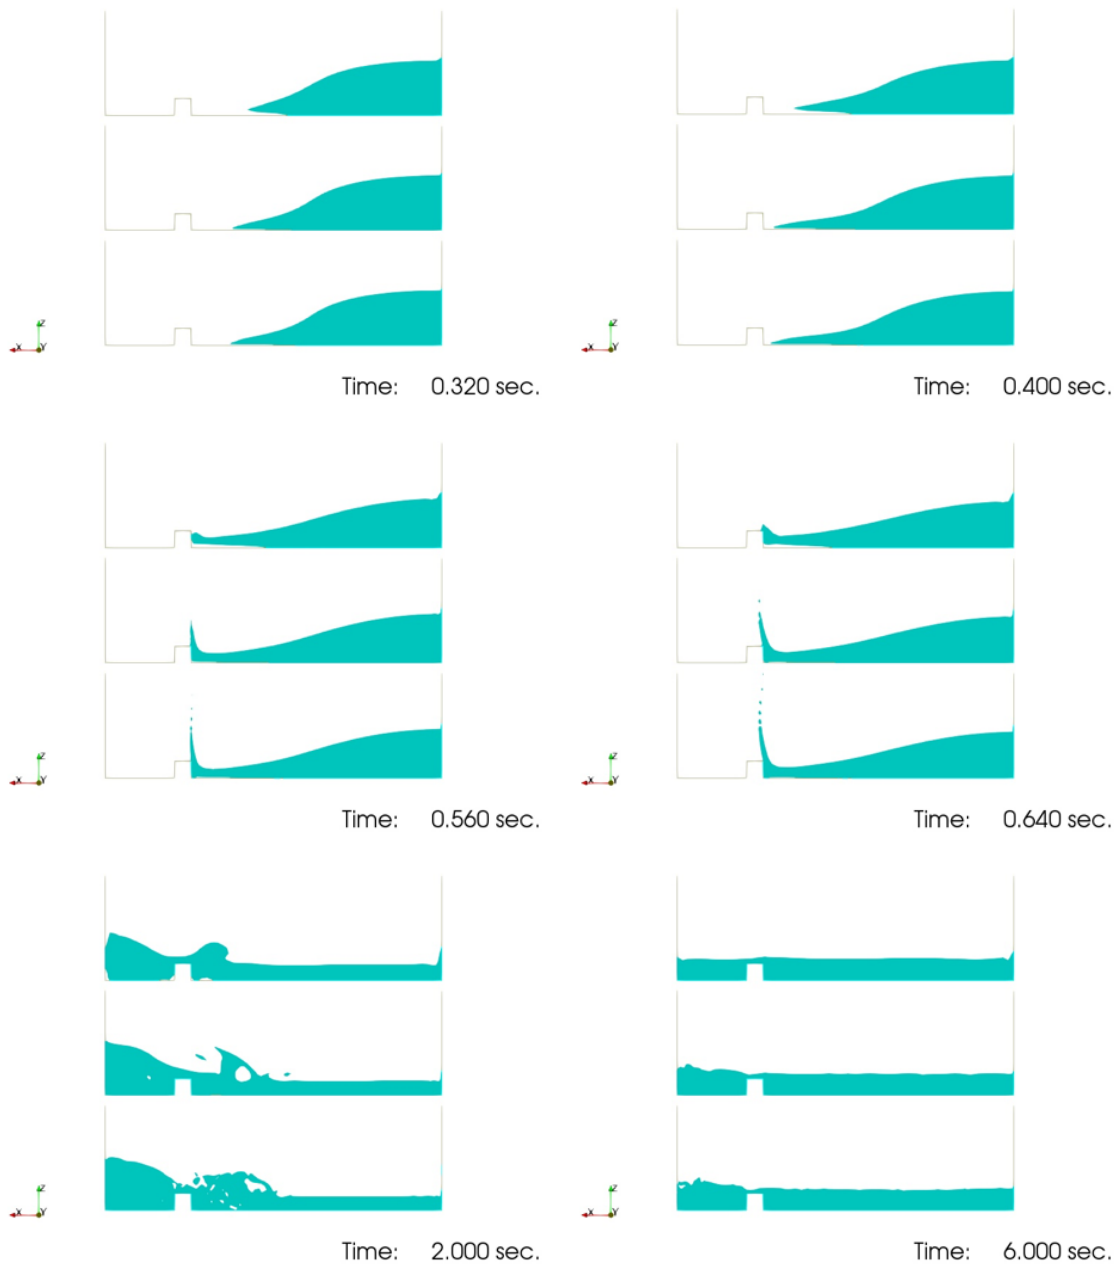 Z
X Y
Z
X Y
Time: 0.320 sec.
Time: 0.400 sec.
Z
X Y
Z
X Y
Time: 0.560 sec.
Time: 0.640 sec.
Z
X Y
Z
X Y
Time: 2.000 sec.
Time: 6.000 sec.